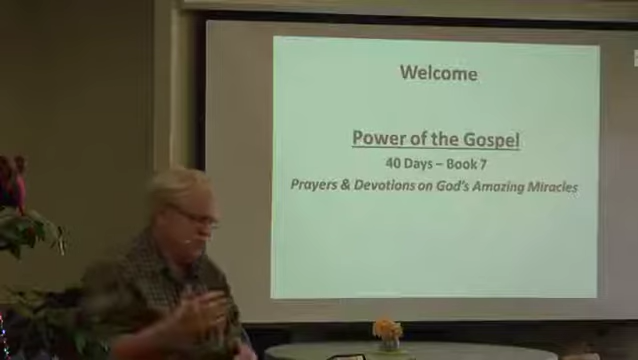 Welcome
Power of the Gospel
40 Days – Book 7
Prayers & Devotions on God's Amazing Miracles